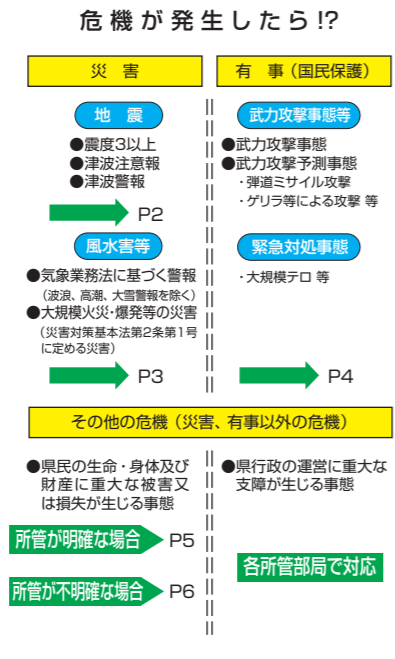 危機が発生したら!?
災 害
地 震
●震度3以上
●津波注意報
●津波警報
P2
風水害等
●気象業務法に基づく警報
(波浪、高潮、大雪警報を除く)
●大規模火災・爆発等の災害
(災害対策基本法第2条第1号
に定める災害)
P3
有 事(国民保護)
武力攻撃事態等
●武力攻撃事態
●武力攻撃予測事態
・弾道ミサイル攻撃
・ゲリラ等による攻撃 等
緊急対処事態
・大規模テロ 等
P4
その他の危機(災害、有事以外の危機)
●県民の生命・身体及び
財産に重大な被害又
は損失が生じる事態
所管が明確な場合 P5
所管が不明確な場合 P6
●県行政の運営に重大な
支障が生じる事態
各所管部局で対応